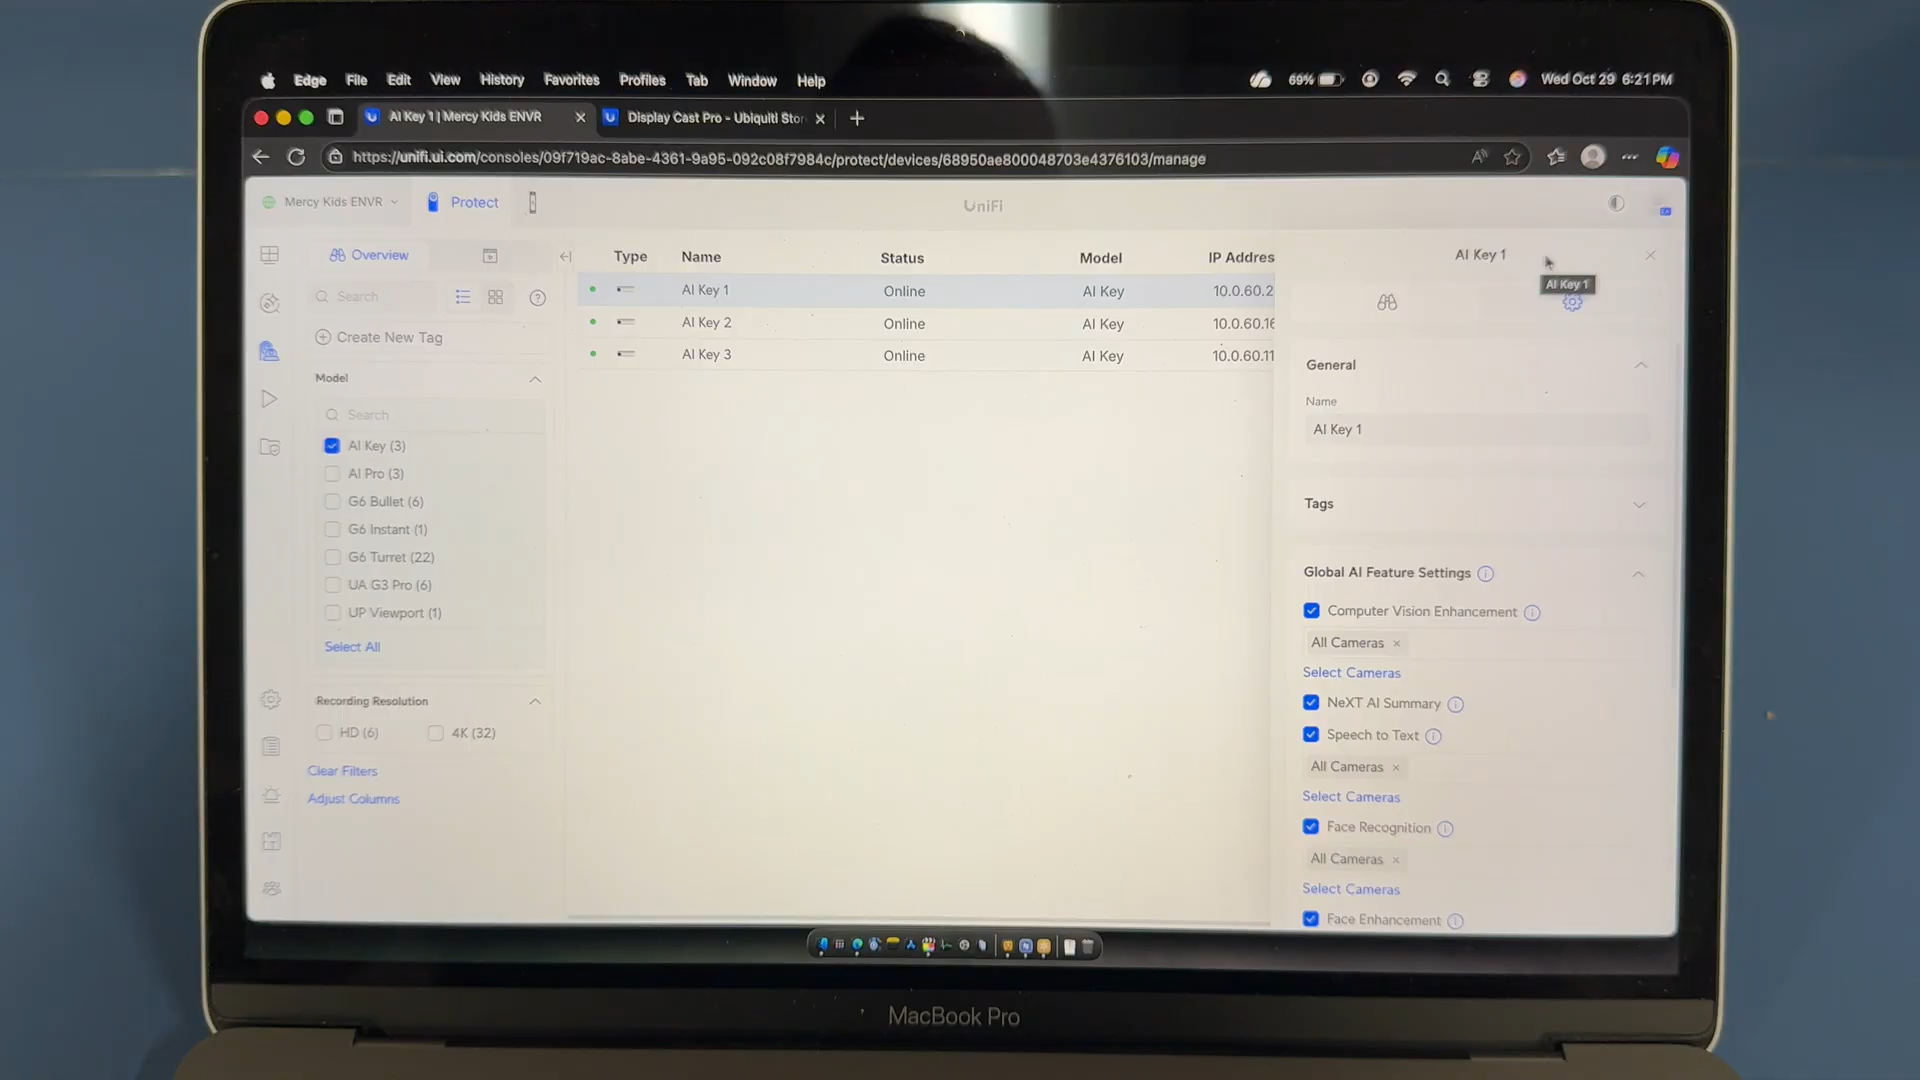 Edge File Edit View History Favorites Profiles Tab Window Help 69% Wed Oct 29 6:21 PM
AI Key 1 | Mercy Kids ENVR
Display Cast Pro - Ubiquiti Stor
https://unifi.ui.com/consoles/09f719ac-8abe-4361-9a95-092c08f7984c/protect/devices/68950ae800048703e4376103/manage
Mercy Kids ENVR
Protect
UniFi
Overview
Search
Create New Tag
Model
Search
AI Key (3)
AI Pro (3)
G6 Bullet (6)
G6 Instant (1)
G6 Turret (22)
UA G3 Pro (6)
UP Viewport (1)
Select All
Recording Resolution
HD (6) 4K (32)
Clear Filters
Adjust Columns
Type Name Status Model IP Addres
AI Key 1 Online AI Key 10.0.60.2
AI Key 2 Online AI Key 10.0.60.16
AI Key 3 Online AI Key 10.0.60.11
AI Key 1
AI Key 1
General
Name
AI Key 1
Tags
Global AI Feature Settings
Computer Vision Enhancement
All Cameras ×
Select Cameras
NeXT AI Summary
Speech to Text
All Cameras ×
Select Cameras
Face Recognition
All Cameras ×
Select Cameras
Face Enhancement
MacBook Pro